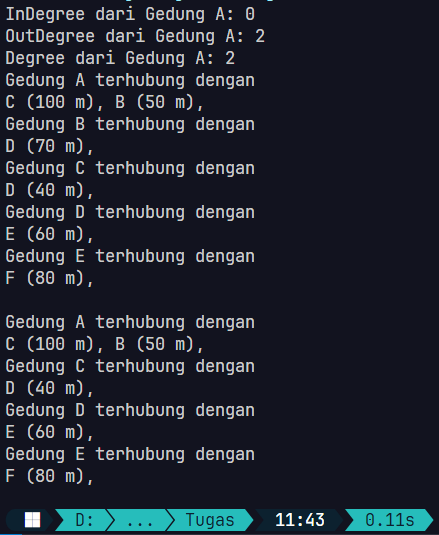 InDegree dari Gedung A: 0
OutDegree dari Gedung A: 2
Degree dari Gedung A: 2
Gedung A terhubung dengan
C (100 m), B (50 m),
Gedung B terhubung dengan
D (70 m),
Gedung C terhubung dengan
D (40 m),
Gedung D terhubung dengan
E (60 m),
Gedung E terhubung dengan
F (80 m),
Gedung A terhubung dengan
C (100 m), B (50 m),
Gedung C terhubung dengan
D (40 m),
Gedung D terhubung dengan
E (60 m),
Gedung E terhubung dengan
F (80 m),
D: ... Tugas 11:43 0.11s